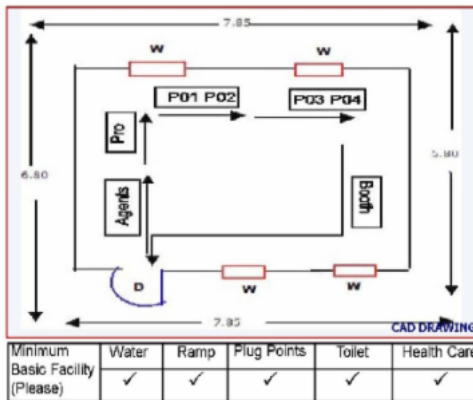 7.85
W W
P01 P02 P03 P04
Pro
6.80
5.80
Agents
Booth
D
W W
7.85
CAD DRAWING
Minimum Basic Facility (Please) Water Ramp Plug Points Toilet Health Care
✓ ✓ ✓ ✓ ✓